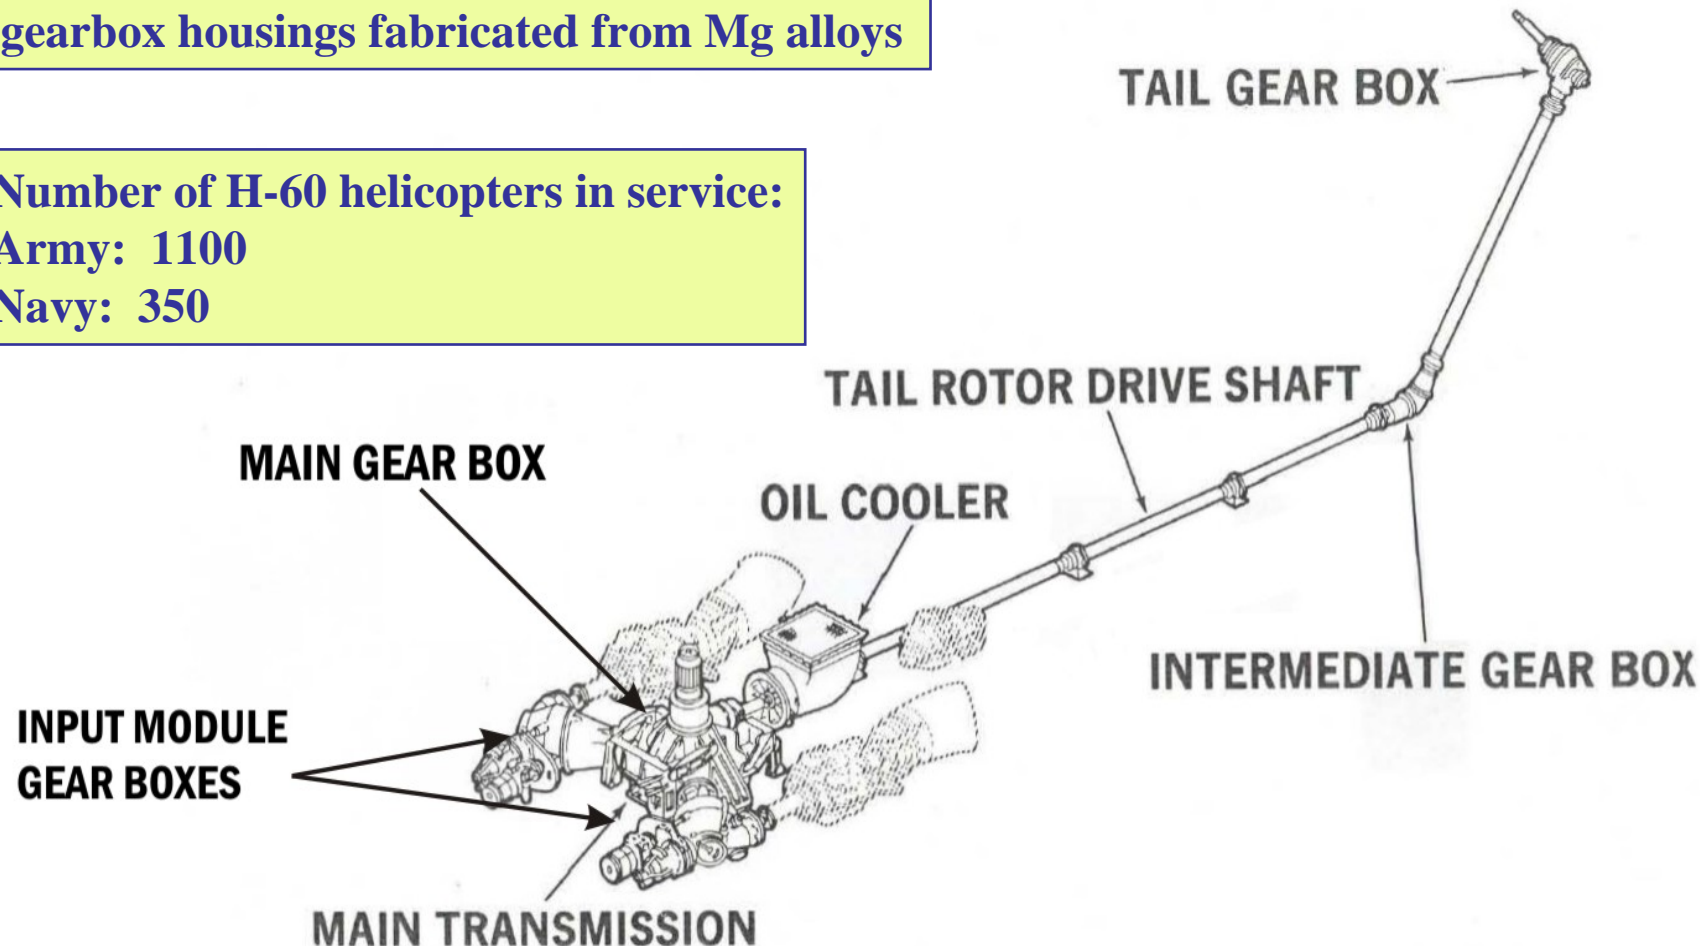 gearbox housings fabricated from Mg alloys
Number of H-60 helicopters in service:
Army: 1100
Navy: 350
TAIL GEAR BOX
TAIL ROTOR DRIVE SHAFT
MAIN GEAR BOX
OIL COOLER
INTERMEDIATE GEAR BOX
INPUT MODULE
GEAR BOXES
MAIN TRANSMISSION